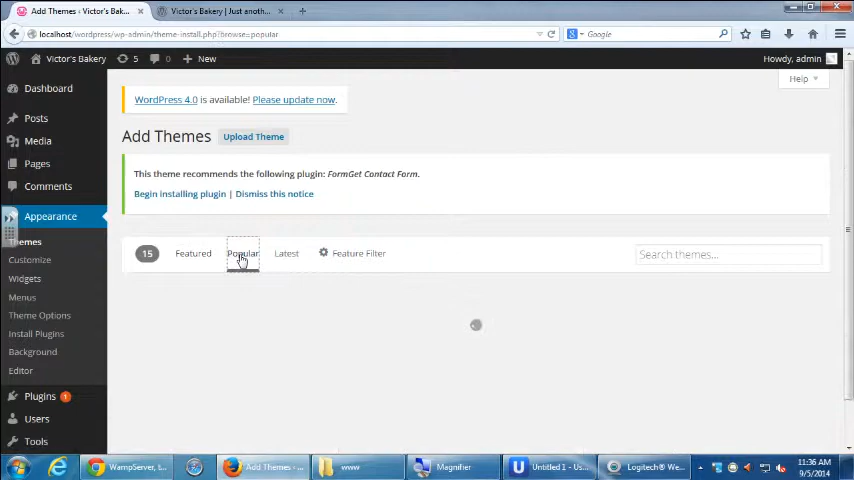 Add Themes ‹ Victor's Bak...
Victor's Bakery | Just anoth...
localhost/wordpress/wp-admin/theme-install.php?browse=popular
Google
Victor's Bakery
5
0
New
Howdy, admin
Help
WordPress 4.0 is available! Please update now.
Add Themes
Upload Theme
This theme recommends the following plugin: FormGet Contact Form.
Begin installing plugin | Dismiss this notice
15
Featured
Popular
Latest
Feature Filter
Search themes...
Dashboard
Posts
Media
Pages
Comments
Appearance
Themes
Customize
Widgets
Menus
Theme Options
Install Plugins
Background
Editor
Plugins 1
Users
Tools
WampServer, t...
Add Themes ‹ ...
www
Magnifier
Untitled 1 - Us...
Logitech® We...
11:36 AM
9/5/2014